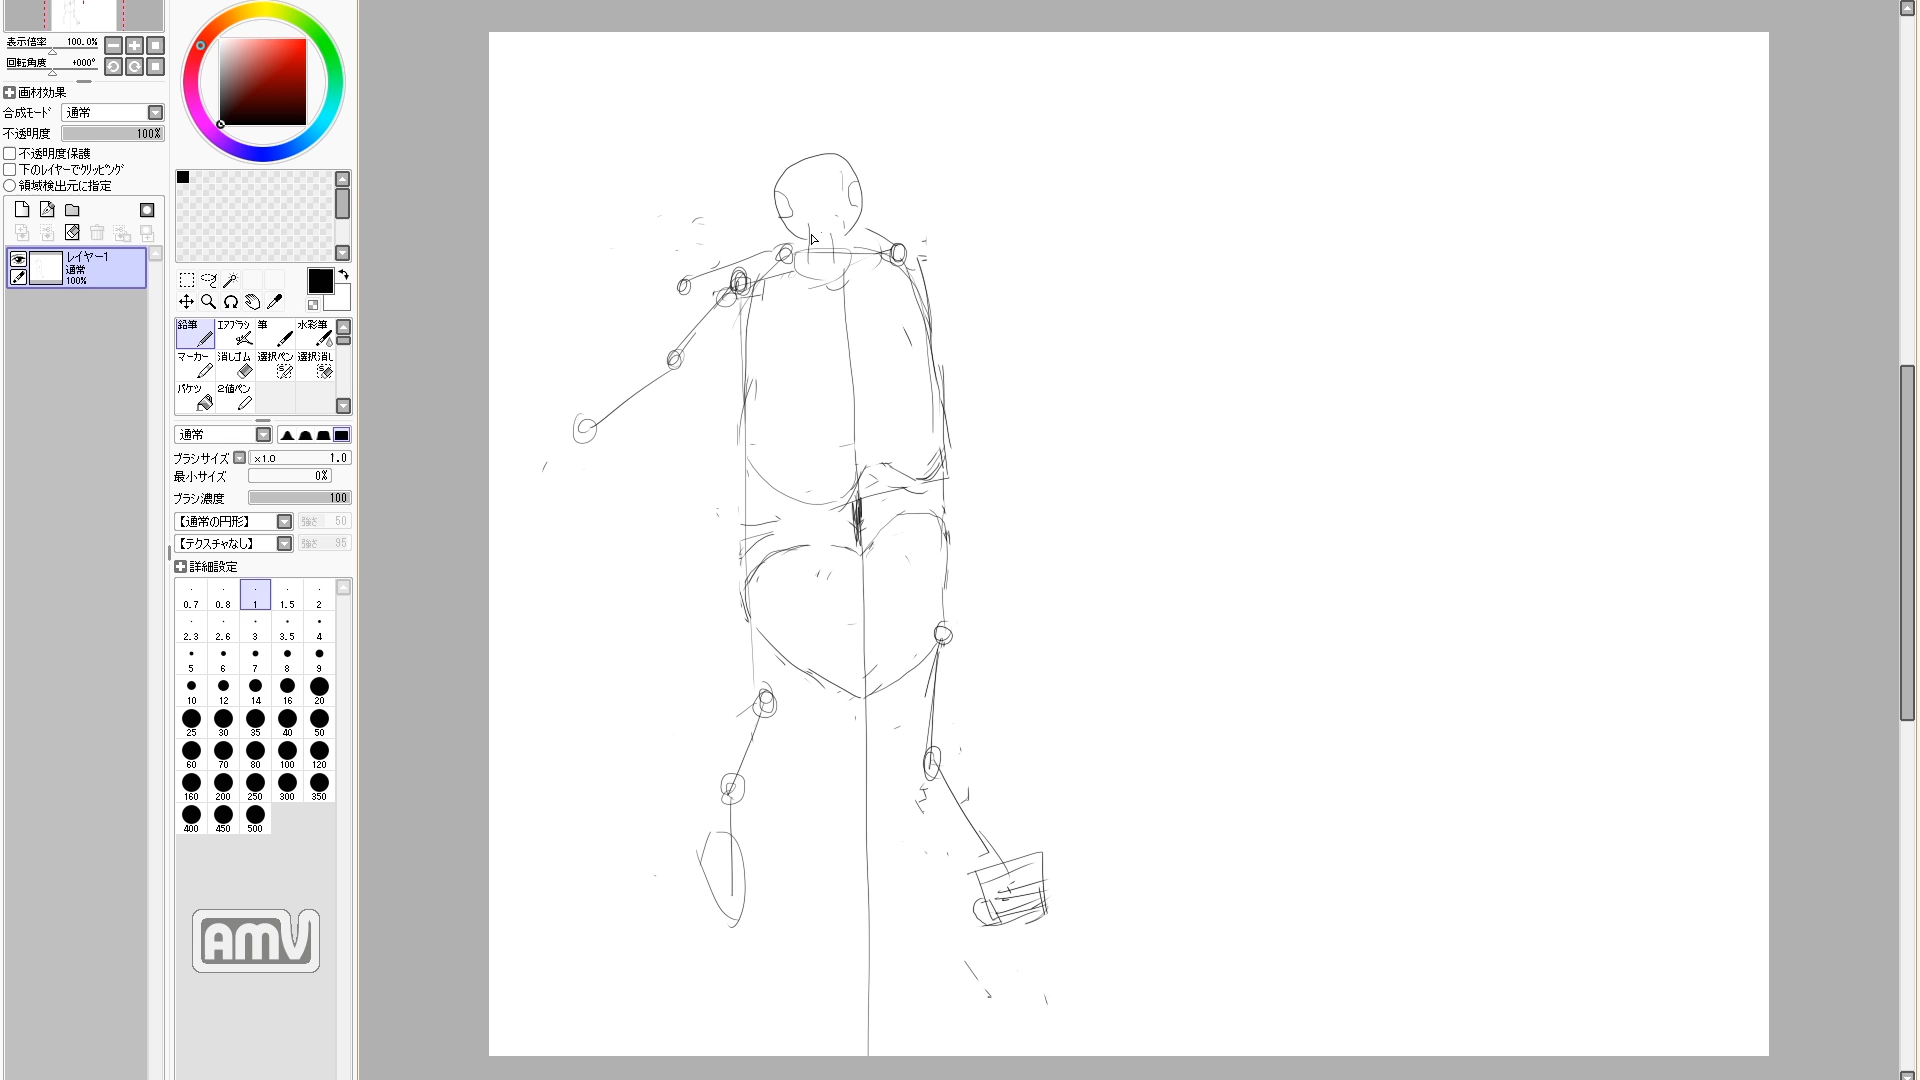 表示倍率 100.0%
回転角度 +000°
画材効果
合成モード 通常
不透明度 100%
不透明度保護
下のレイヤーでクリッピング
領域検出元に指定
レイヤー1
通常
100%
鉛筆 エアブラシ 筆 水彩筆
マーカー 消しゴム 選択ペン 選択消し
バケツ 2値ペン
通常
ブラシサイズ ×1.0 1.0
最小サイズ 0%
ブラシ濃度 100
【通常の円形】 強さ 50
【テクスチャなし】 強さ 95
詳細設定
0.7 0.8 1 1.5 2
2.3 2.6 3 3.5 4
5 6 7 8 9
10 12 14 16 20
25 30 35 40 50
60 70 80 100 120
160 200 250 300 350
400 450 500
AMV